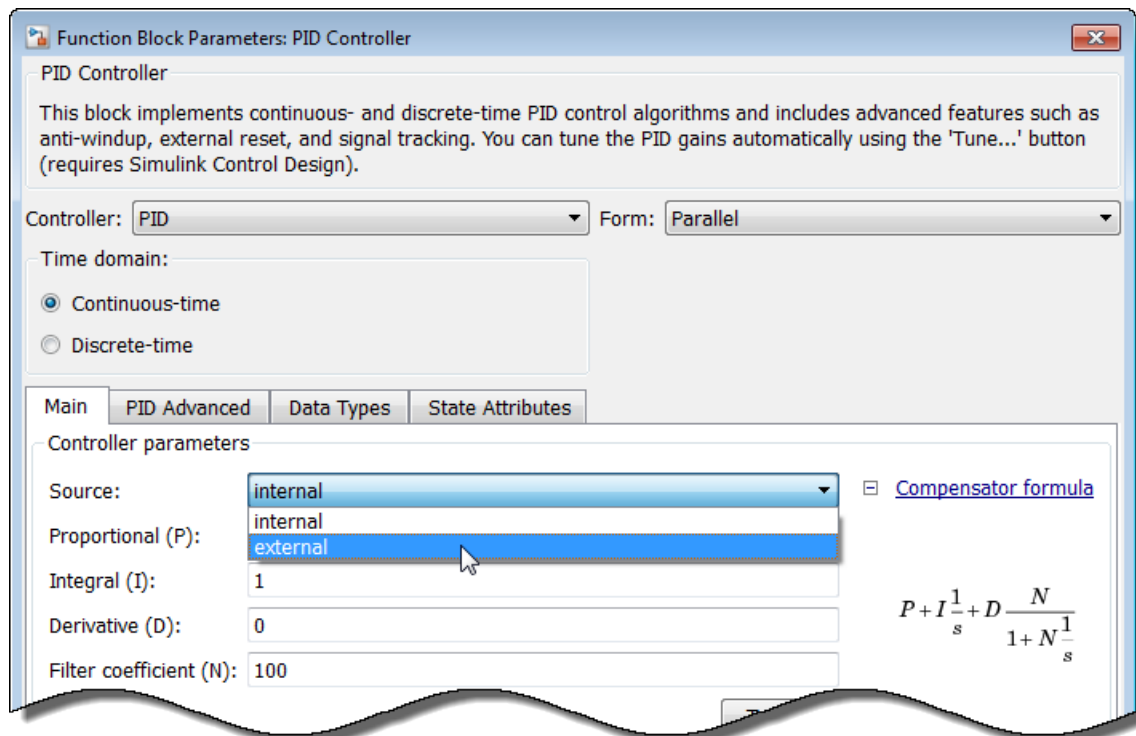 Function Block Parameters: PID Controller
PID Controller
This block implements continuous- and discrete-time PID control algorithms and includes advanced features such as
anti-windup, external reset, and signal tracking. You can tune the PID gains automatically using the 'Tune...' button
(requires Simulink Control Design).
Controller: PID Form: Parallel
Time domain:
Continuous-time
Discrete-time
Main PID Advanced Data Types State Attributes
Controller parameters
Source: internal Compensator formula
internal
Proportional (P):
external
Integral (I): 1
Derivative (D): 0
P + I 1/s + D N/(1 + N 1/s)
Filter coefficient (N): 100